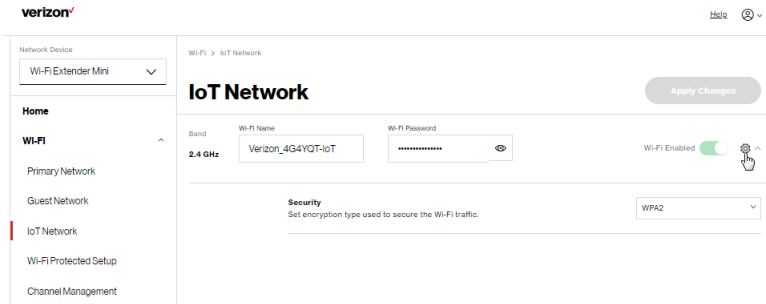 verizon
Help
Network Device
Wi-Fi Extender Mini
Home
Wi-Fi
Primary Network
Guest Network
IoT Network
Wi-Fi Protected Setup
Channel Management
Wi-Fi > IoT Network
IoT Network
Apply Changes
Band
2.4 GHz
Wi-Fi Name
Verizon_4G4YQT-IoT
Wi-Fi Password
•••••••••••••••
Wi-Fi Enabled
Security
Set encryption type used to secure the Wi-Fi traffic.
WPA2